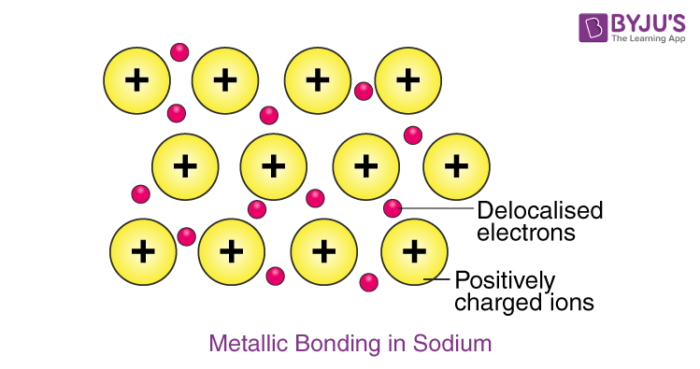 BYJU'S
The Learning App
+ + + +
+ + + +
Delocalised
electrons
+ + + +
Positively
charged ions
Metallic Bonding in Sodium